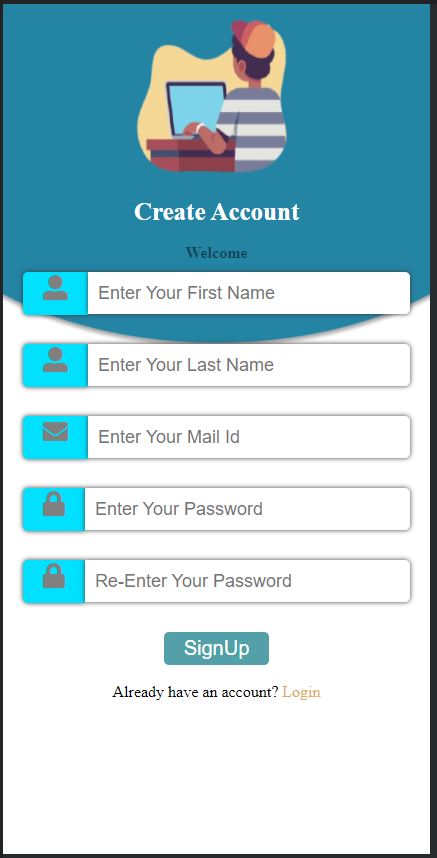 Create Account
Welcome
Enter Your First Name
Enter Your Last Name
Enter Your Mail Id
Enter Your Password
Re-Enter Your Password
SignUp
Already have an account? Login